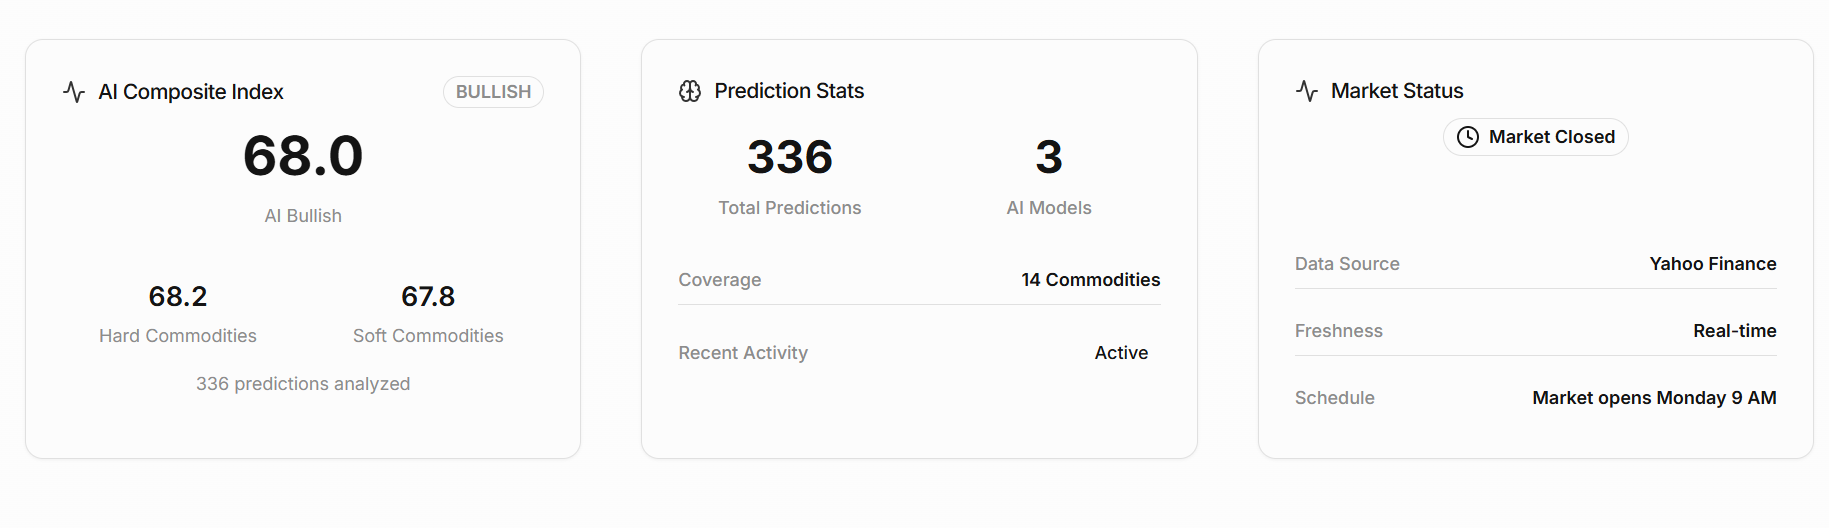 AI Composite Index
BULLISH
68.0
AI Bullish
68.2
67.8
Hard Commodities
Soft Commodities
336 predictions analyzed
Prediction Stats
336
3
Total Predictions
AI Models
Coverage
14 Commodities
Recent Activity
Active
Market Status
Market Closed
Data Source
Yahoo Finance
Freshness
Real-time
Schedule
Market opens Monday 9 AM